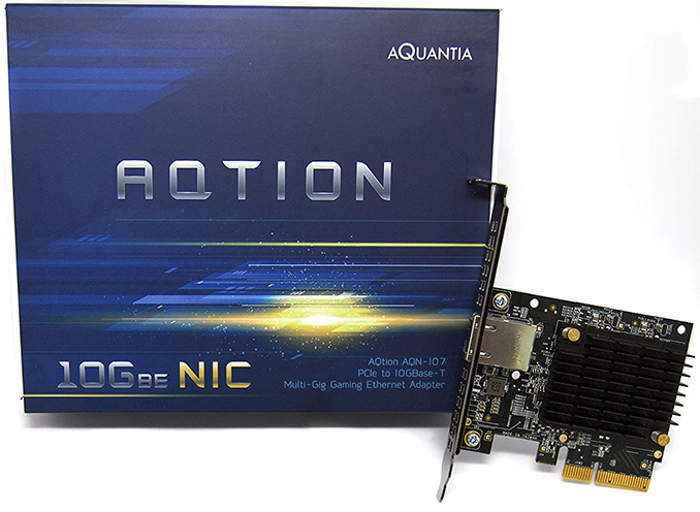 AQUANTIA
AQTION
10GBE NIC
AQtion AQN-107
PCIe to 10GBase-T
Multi-Gig Gaming Ethernet Adapter